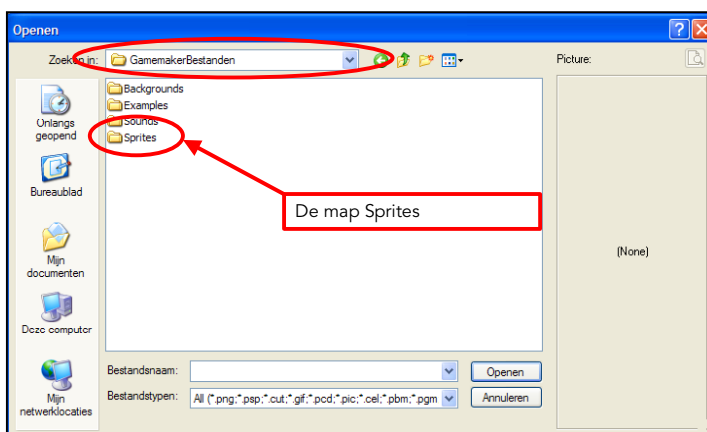 Openen
Zoeken in:
GamemakerBestanden
Picture:
Backgrounds
Examples
Sounds
Sprites
Onlangs
geopend
Bureaublad
Mijn
documenten
Deze computer
Mijn
netwerklocaties
De map Sprites
(None)
Bestandsnaam:
Openen
Bestandstypen:
All (*.png;*.psp;*.cut;*.gif;*.pcd;*.pic;*.cel;*.pbm;*.pgm
Annuleren